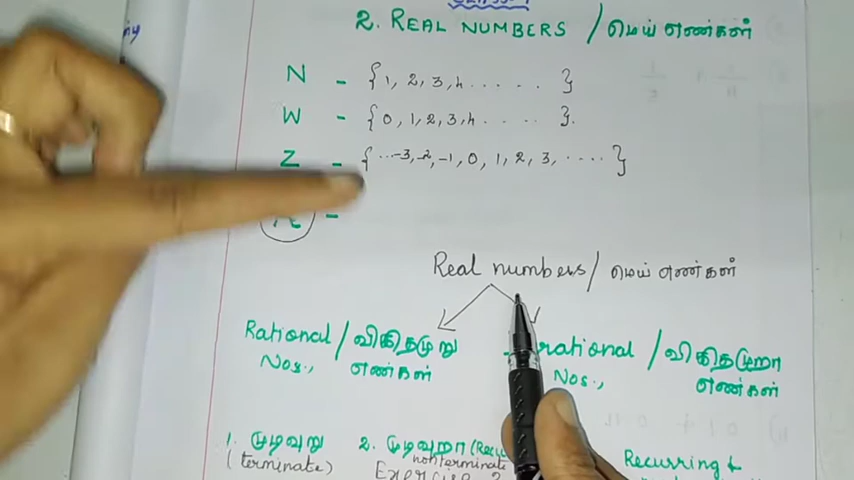 2. REAL NUMBERS / மெய் எண்கள்
N - {1, 2, 3, 4 ...... }
W - {0, 1, 2, 3, 4 ..... }.
Z - {...-3, -2, -1, 0, 1, 2, 3, ..... }
-
Real numbers / மெய் எண்கள்
Rational / விகிதமுறு
Nos., எண்கள்
rational / விகிதமுறா
Nos., எண்கள்
1. முடிவுறு 2. முடிவுறா
(terminate) nonterminate
Recurring &